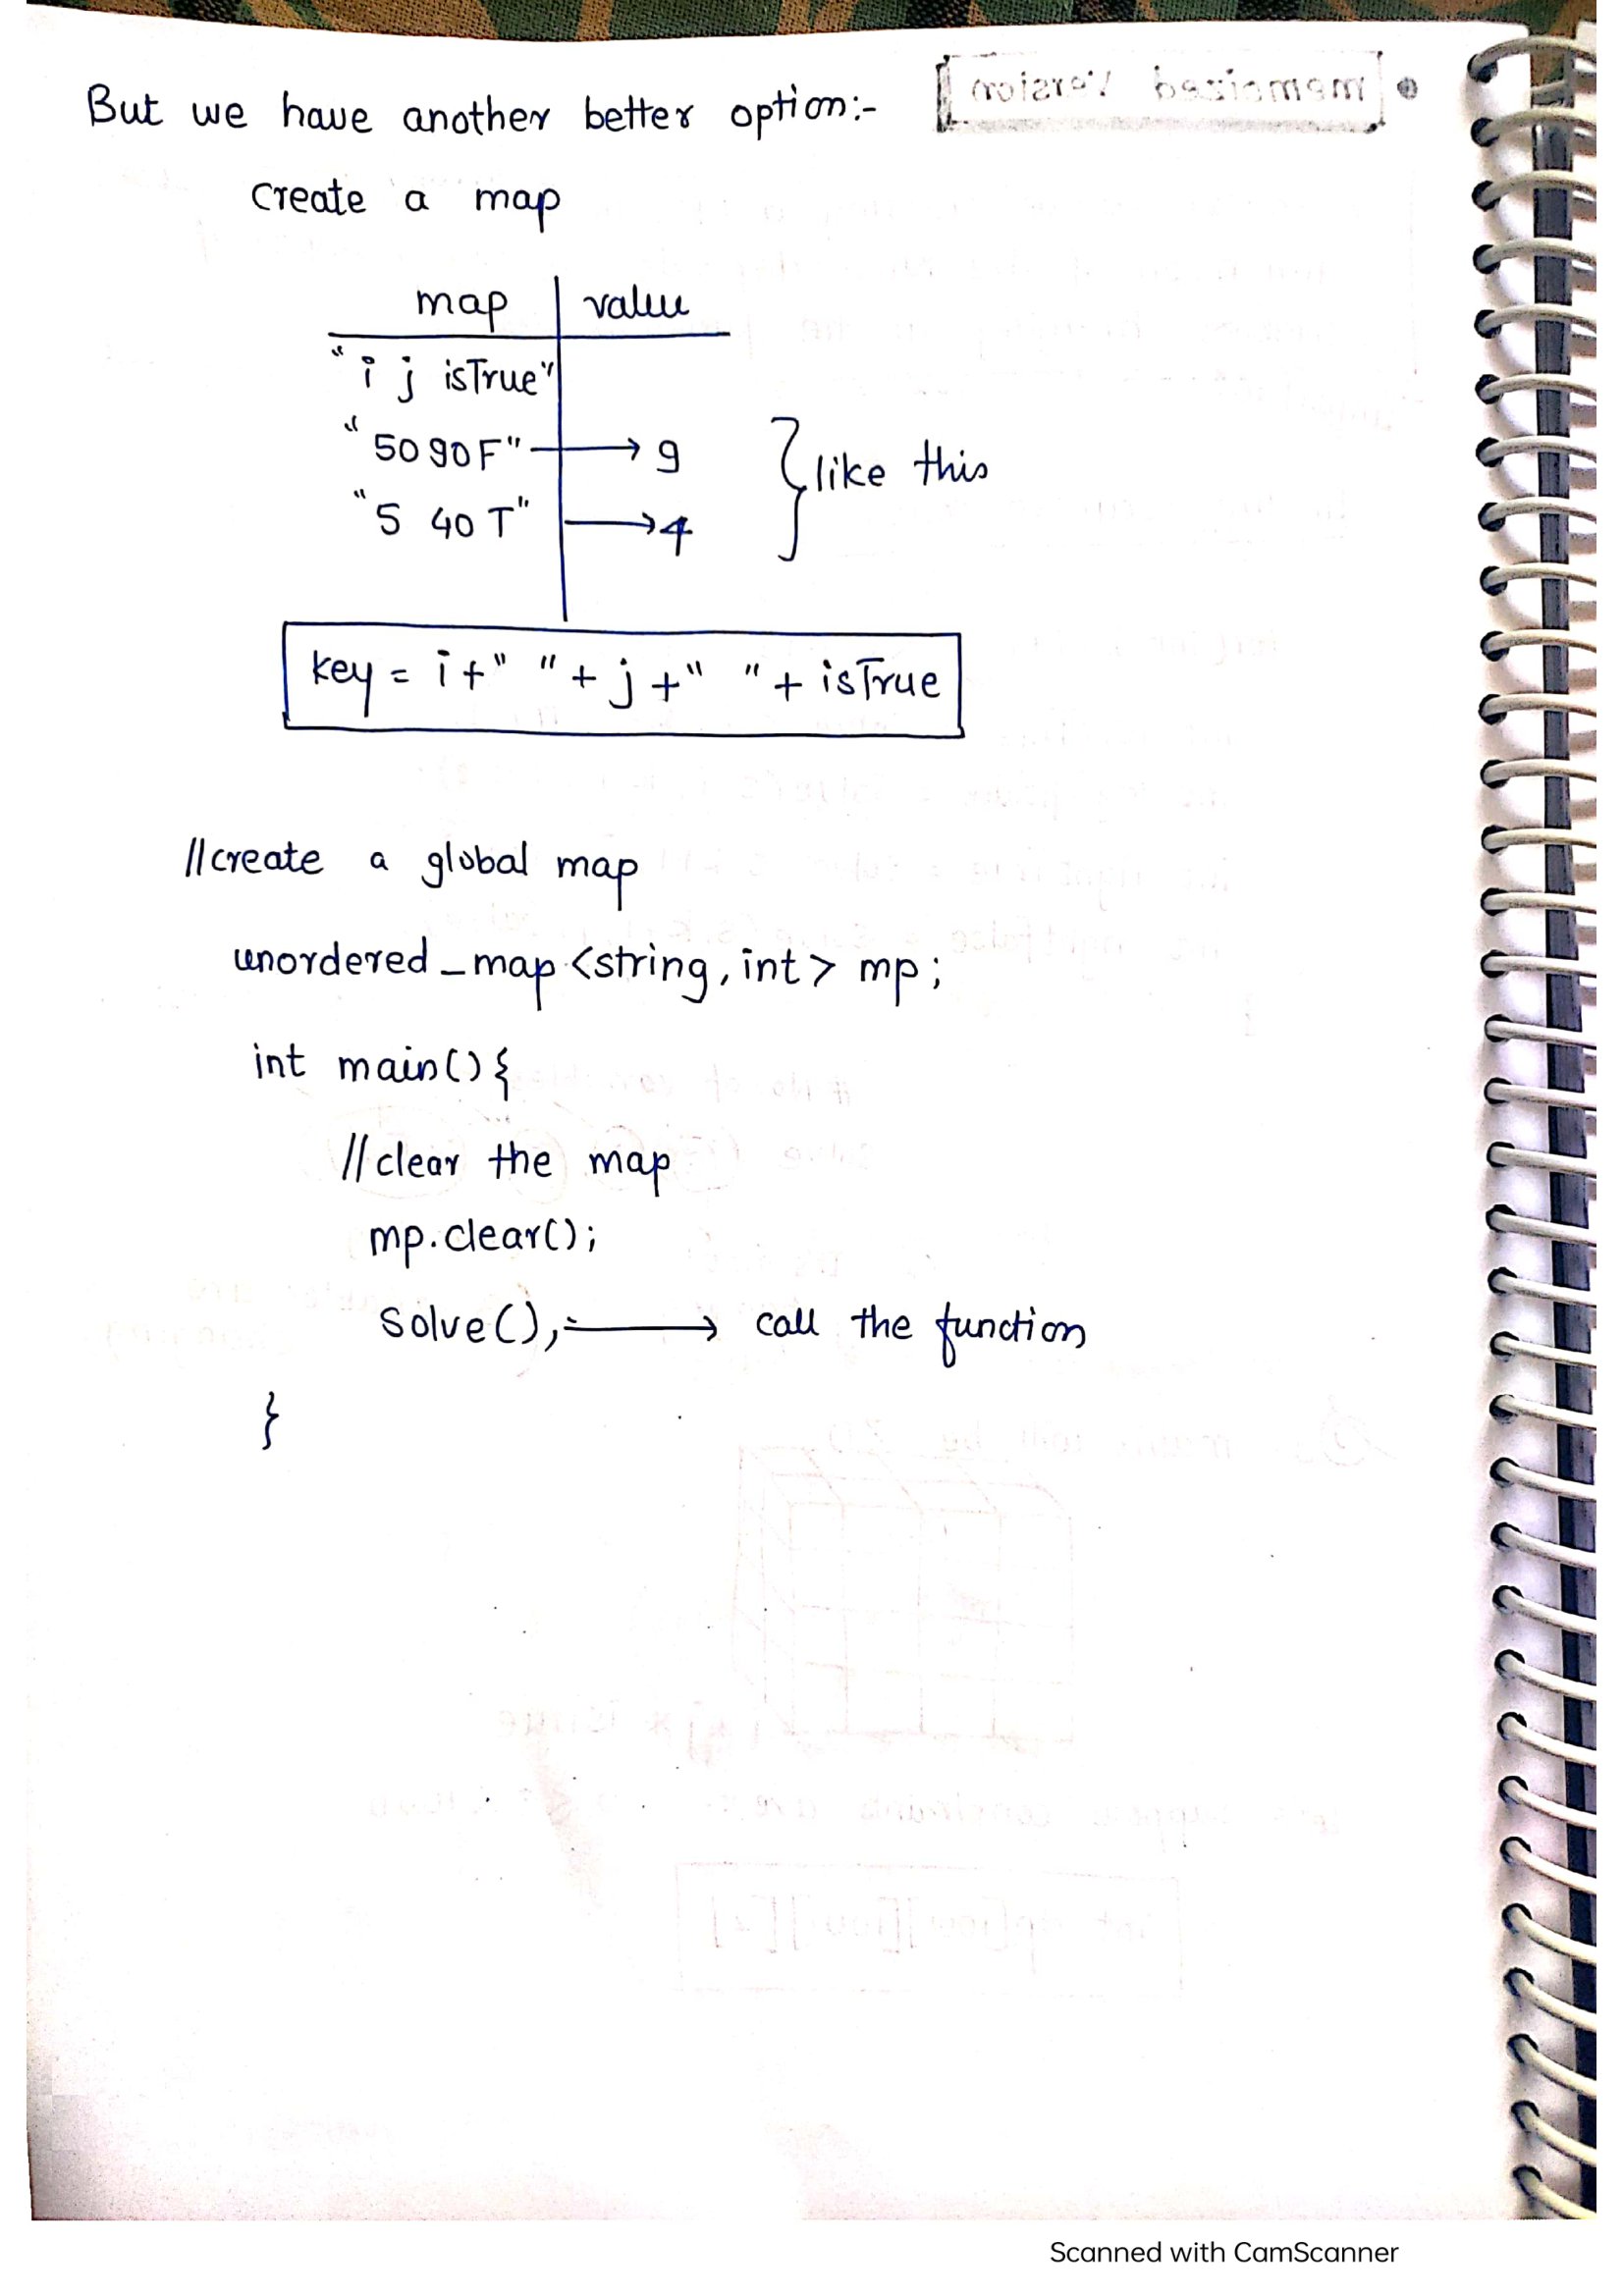 But we have another better option:-
Create a map
map | value
"i j isTrue"
"50 90 F" → 9
"5 40 T" → 4
} like this
key = i + " " + j + " " + isTrue
//create a global map
unordered_map <string, int> mp;
int main(){
//clear the map
mp.clear();
Solve(); → call the function
}
Scanned with CamScanner